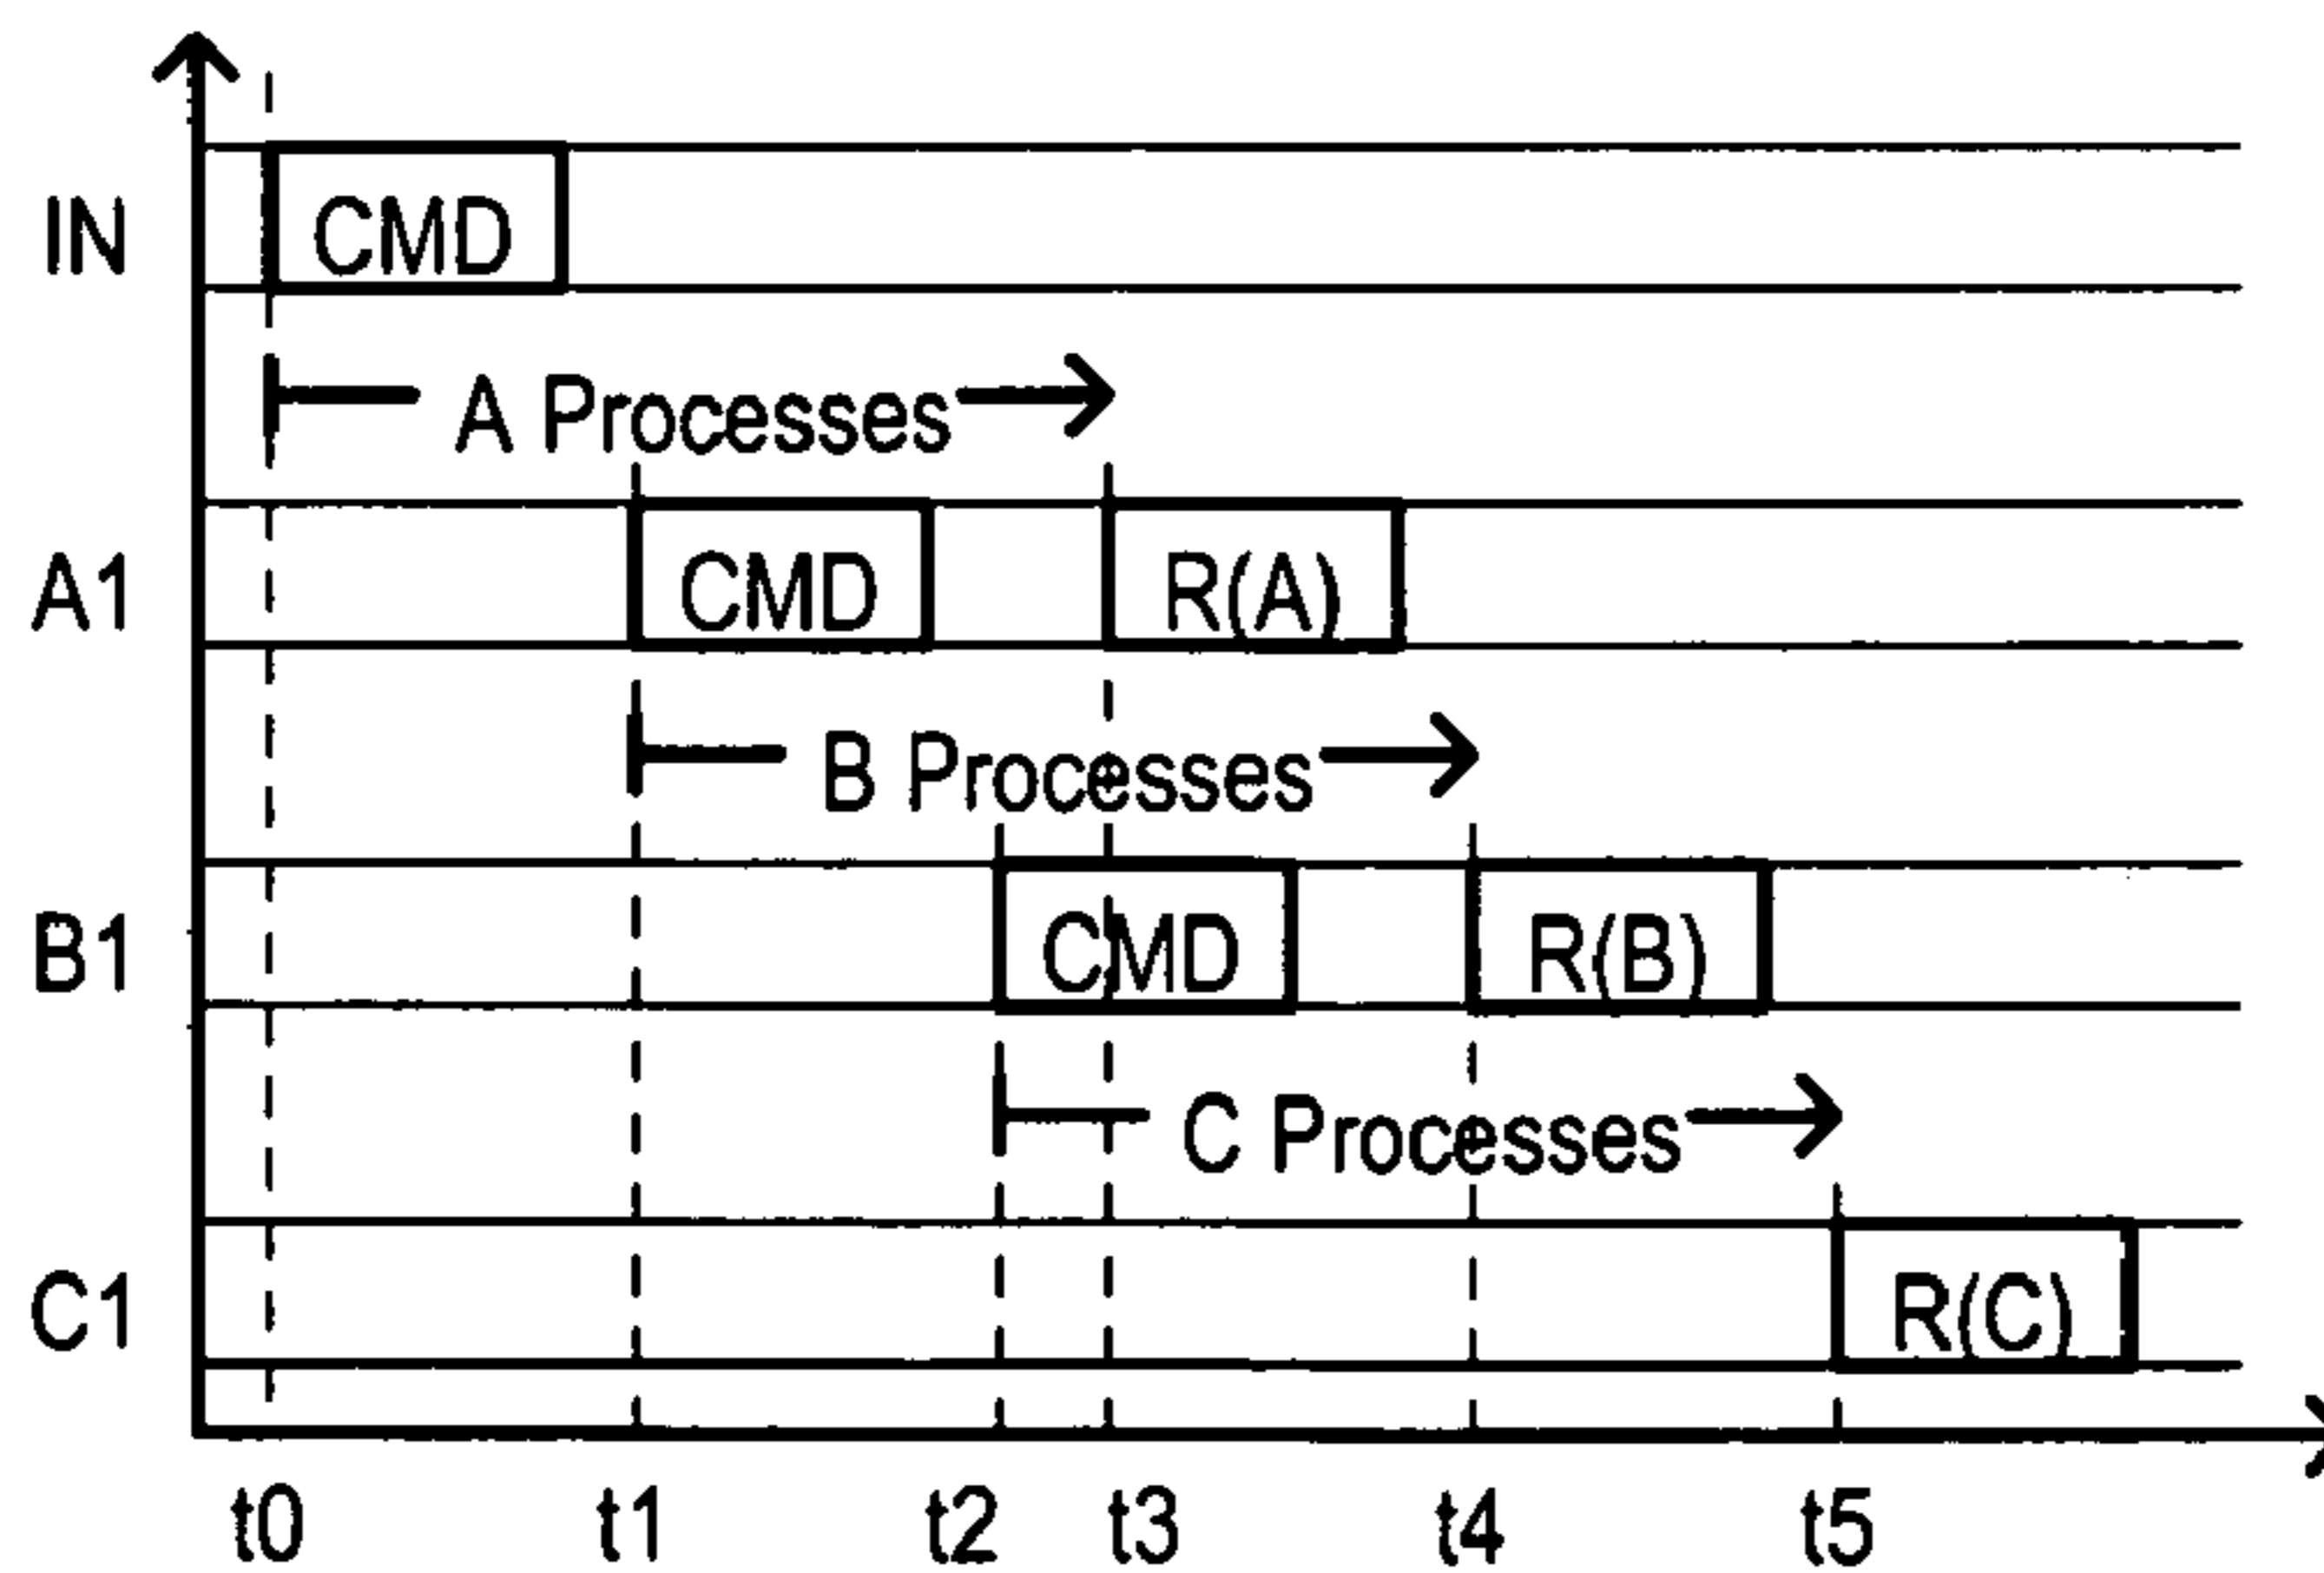 IN CMD
A Processes
A1 CMD R(A)
B Processes
B1 CMD R(B)
C Processes
C1 R(C)
t0 t1 t2 t3 t4 t5